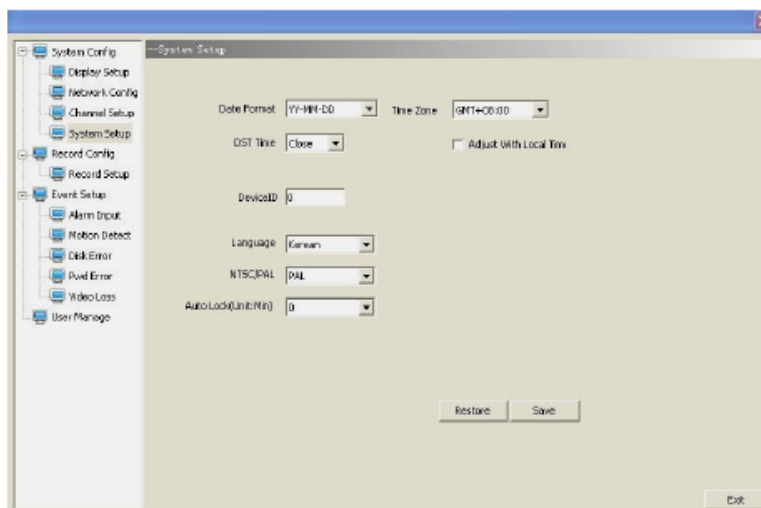 System Config
Display Setup
Network Config
Channel Setup
System Setup
Record Config
Record Setup
Event Setup
Alarm Input
Motion Detect
Disk Error
Pwd Error
Video Loss
User Manage
--System Setup
Date Format YY-MM-DD Time Zone GMT+08:00
DST Time Close Adjust With Local Tim
DeviceID 0
Language Korean
NTSC/PAL PAL
Auto Lock(Unit:Min) 0
Restore Save
Exit